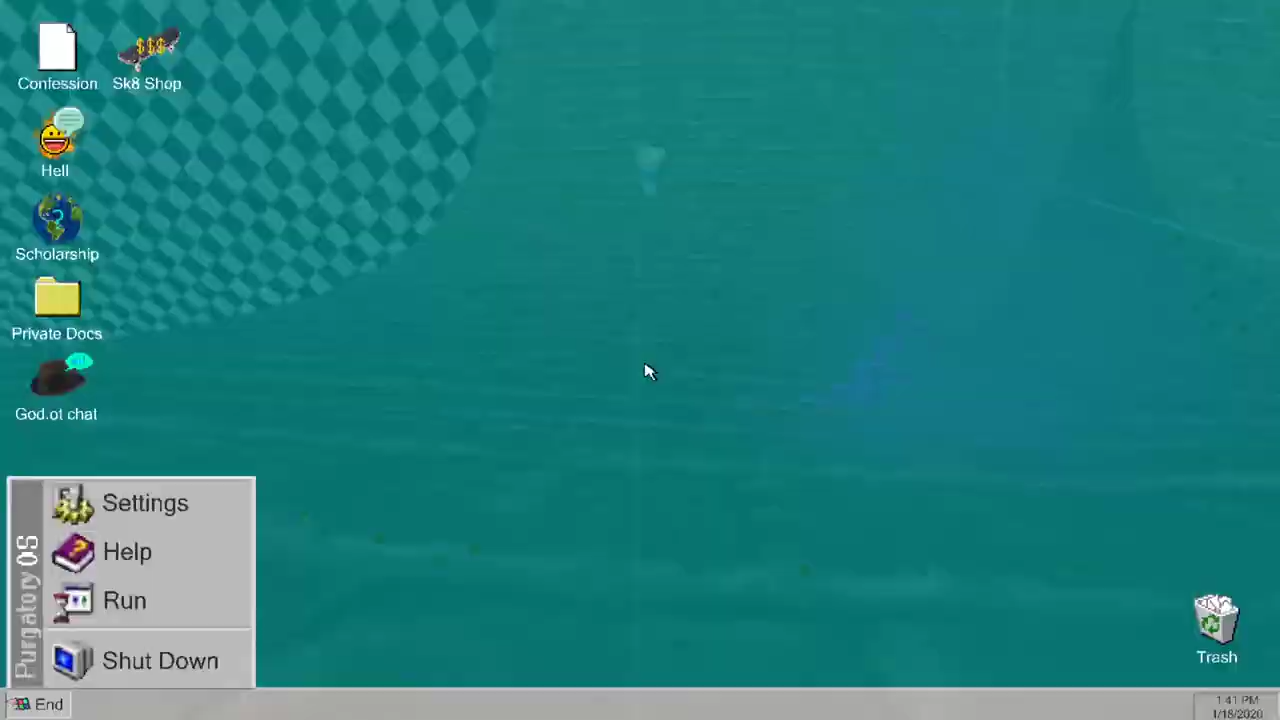 Confession
Sk8 Shop
Hell
Scholarship
Private Docs
God.ot chat
Settings
Help
Run
Shut Down
Purgatory OS
Trash
End
1:41 PM
1/18/2020